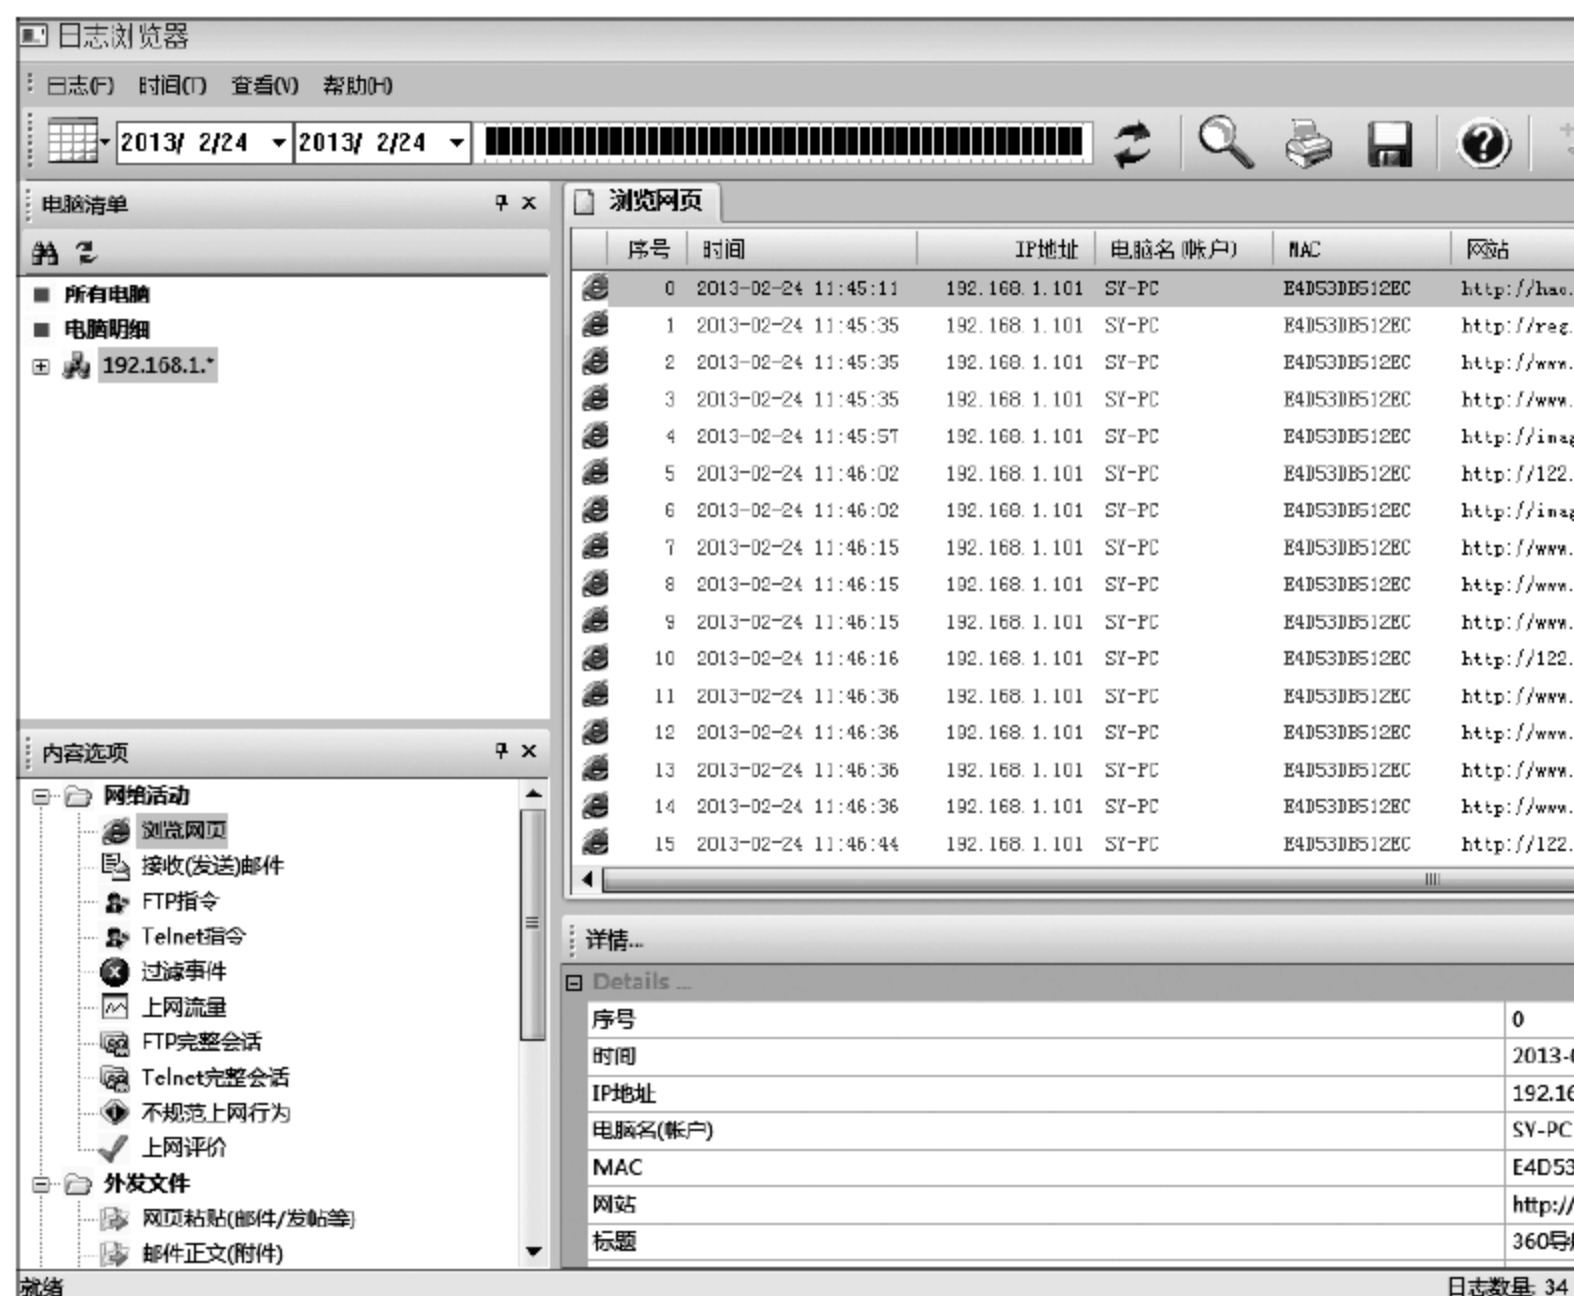 日志浏览器
日志(F) 时间(T) 查看(V) 帮助(H)
2013/ 2/24 2013/ 2/24
电脑清单
所有电脑
电脑明细
192.168.1.*
内容选项
网络活动
浏览网页
接收(发送)邮件
FTP指令
Telnet指令
过滤事件
上网流量
FTP完整会话
Telnet完整会话
不规范上网行为
上网评价
外发文件
网页粘贴(邮件/发帖等)
邮件正文(附件)
浏览网页
序号 时间 IP地址 电脑名(帐户) MAC 网站
0 2013-02-24 11:45:11 192.168.1.101 SY-PC E4D53DB512EC http://hao.
1 2013-02-24 11:45:35 192.168.1.101 SY-PC E4D53DB512EC http://reg.
2 2013-02-24 11:45:35 192.168.1.101 SY-PC E4D53DB512EC http://www.
3 2013-02-24 11:45:35 192.168.1.101 SY-PC E4D53DB512EC http://www.
4 2013-02-24 11:45:57 192.168.1.101 SY-PC E4D53DB512EC http://imag
5 2013-02-24 11:46:02 192.168.1.101 SY-PC E4D53DB512EC http://122.
6 2013-02-24 11:46:02 192.168.1.101 SY-PC E4D53DB512EC http://imag
7 2013-02-24 11:46:15 192.168.1.101 SY-PC E4D53DB512EC http://www.
8 2013-02-24 11:46:15 192.168.1.101 SY-PC E4D53DB512EC http://www.
9 2013-02-24 11:46:15 192.168.1.101 SY-PC E4D53DB512EC http://www.
10 2013-02-24 11:46:16 192.168.1.101 SY-PC E4D53DB512EC http://122.
11 2013-02-24 11:46:36 192.168.1.101 SY-PC E4D53DB512EC http://www.
12 2013-02-24 11:46:36 192.168.1.101 SY-PC E4D53DB512EC http://www.
13 2013-02-24 11:46:36 192.168.1.101 SY-PC E4D53DB512EC http://www.
14 2013-02-24 11:46:36 192.168.1.101 SY-PC E4D53DB512EC http://www.
15 2013-02-24 11:46:44 192.168.1.101 SY-PC E4D53DB512EC http://122.
详情...
Details ...
序号 0
时间 2013-0
IP地址 192.16
电脑名(帐户) SY-PC
MAC E4D53
网站 http://
标题 360导航
就绪 日志数量: 34